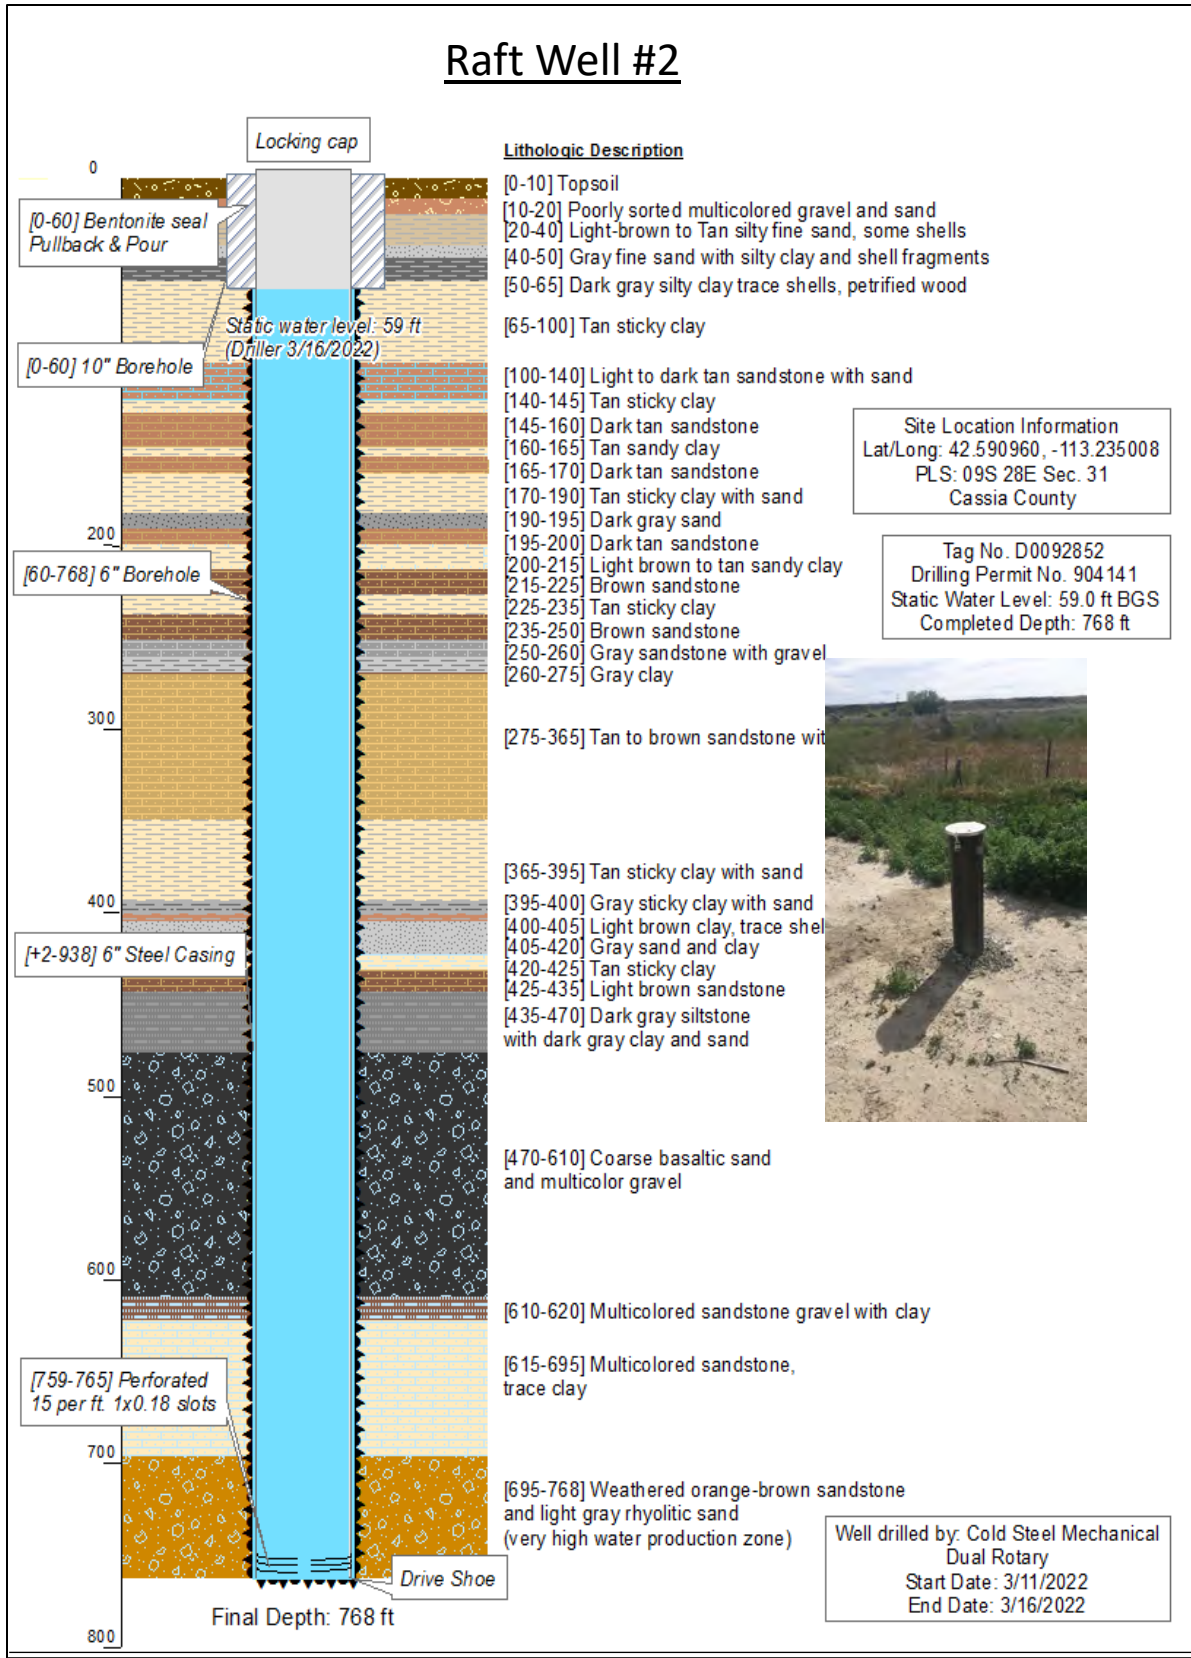 Raft Well #2
Locking cap
Lithologic Description
0
[0-10] Topsoil
[0-60] Bentonite seal
Pullback & Pour
[10-20] Poorly sorted multicolored gravel and sand
[20-40] Light-brown to Tan silty fine sand, some shells
[40-50] Gray fine sand with silty clay and shell fragments
[50-65] Dark gray silty clay trace shells, petrified wood
Static water level: 59 ft
(Driller 3/16/2022)
[65-100] Tan sticky clay
[0-60] 10" Borehole
[100-140] Light to dark tan sandstone with sand
[140-145] Tan sticky clay
[145-160] Dark tan sandstone
[160-165] Tan sandy clay
[165-170] Dark tan sandstone
[170-190] Tan sticky clay with sand
[190-195] Dark gray sand
Site Location Information
Lat/Long: 42.590960, -113.235008
PLS: 09S 28E Sec. 31
Cassia County
200
[195-200] Dark tan sandstone
[200-215] Light brown to tan sandy clay
[60-768] 6" Borehole
[215-225] Brown sandstone
[225-235] Tan sticky clay
[235-250] Brown sandstone
[250-260] Gray sandstone with gravel
[260-275] Gray clay
Tag No. D0092852
Drilling Permit No. 904141
Static Water Level: 59.0 ft BGS
Completed Depth: 768 ft
300
[275-365] Tan to brown sandstone wit
[365-395] Tan sticky clay with sand
400
[395-400] Gray sticky clay with sand
[400-405] Light brown clay, trace shel
[405-420] Gray sand and clay
[+2-938] 6" Steel Casing
[420-425] Tan sticky clay
[425-435] Light brown sandstone
[435-470] Dark gray siltstone
with dark gray clay and sand
500
[470-610] Coarse basaltic sand
and multicolor gravel
600
[610-620] Multicolored sandstone gravel with clay
[615-695] Multicolored sandstone,
trace clay
[759-765] Perforated
15 per ft. 1x0.18 slots
700
[695-768] Weathered orange-brown sandstone
and light gray rhyolitic sand
(very high water production zone)
Drive Shoe
Well drilled by: Cold Steel Mechanical
Dual Rotary
Start Date: 3/11/2022
End Date: 3/16/2022
Final Depth: 768 ft
800